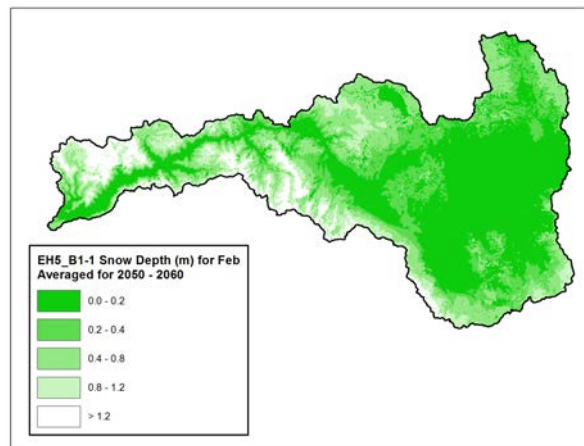 EH5_B1-1 Snow Depth (m) for Feb
Averaged for 2050 - 2060
0.0 - 0.2
0.2 - 0.4
0.4 - 0.8
0.8 - 1.2
> 1.2